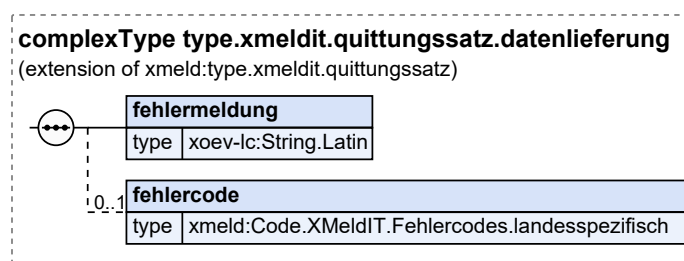 complexType type.xmeldit.quittungssatz.datenlieferung
(extension of xmeld:type.xmeldit.quittungssatz)
fehlermeldung
type xoev-lc:String.Latin
0..1 fehlercode
type xmeld:Code.XMeldIT.Fehlercodes.landesspezifisch